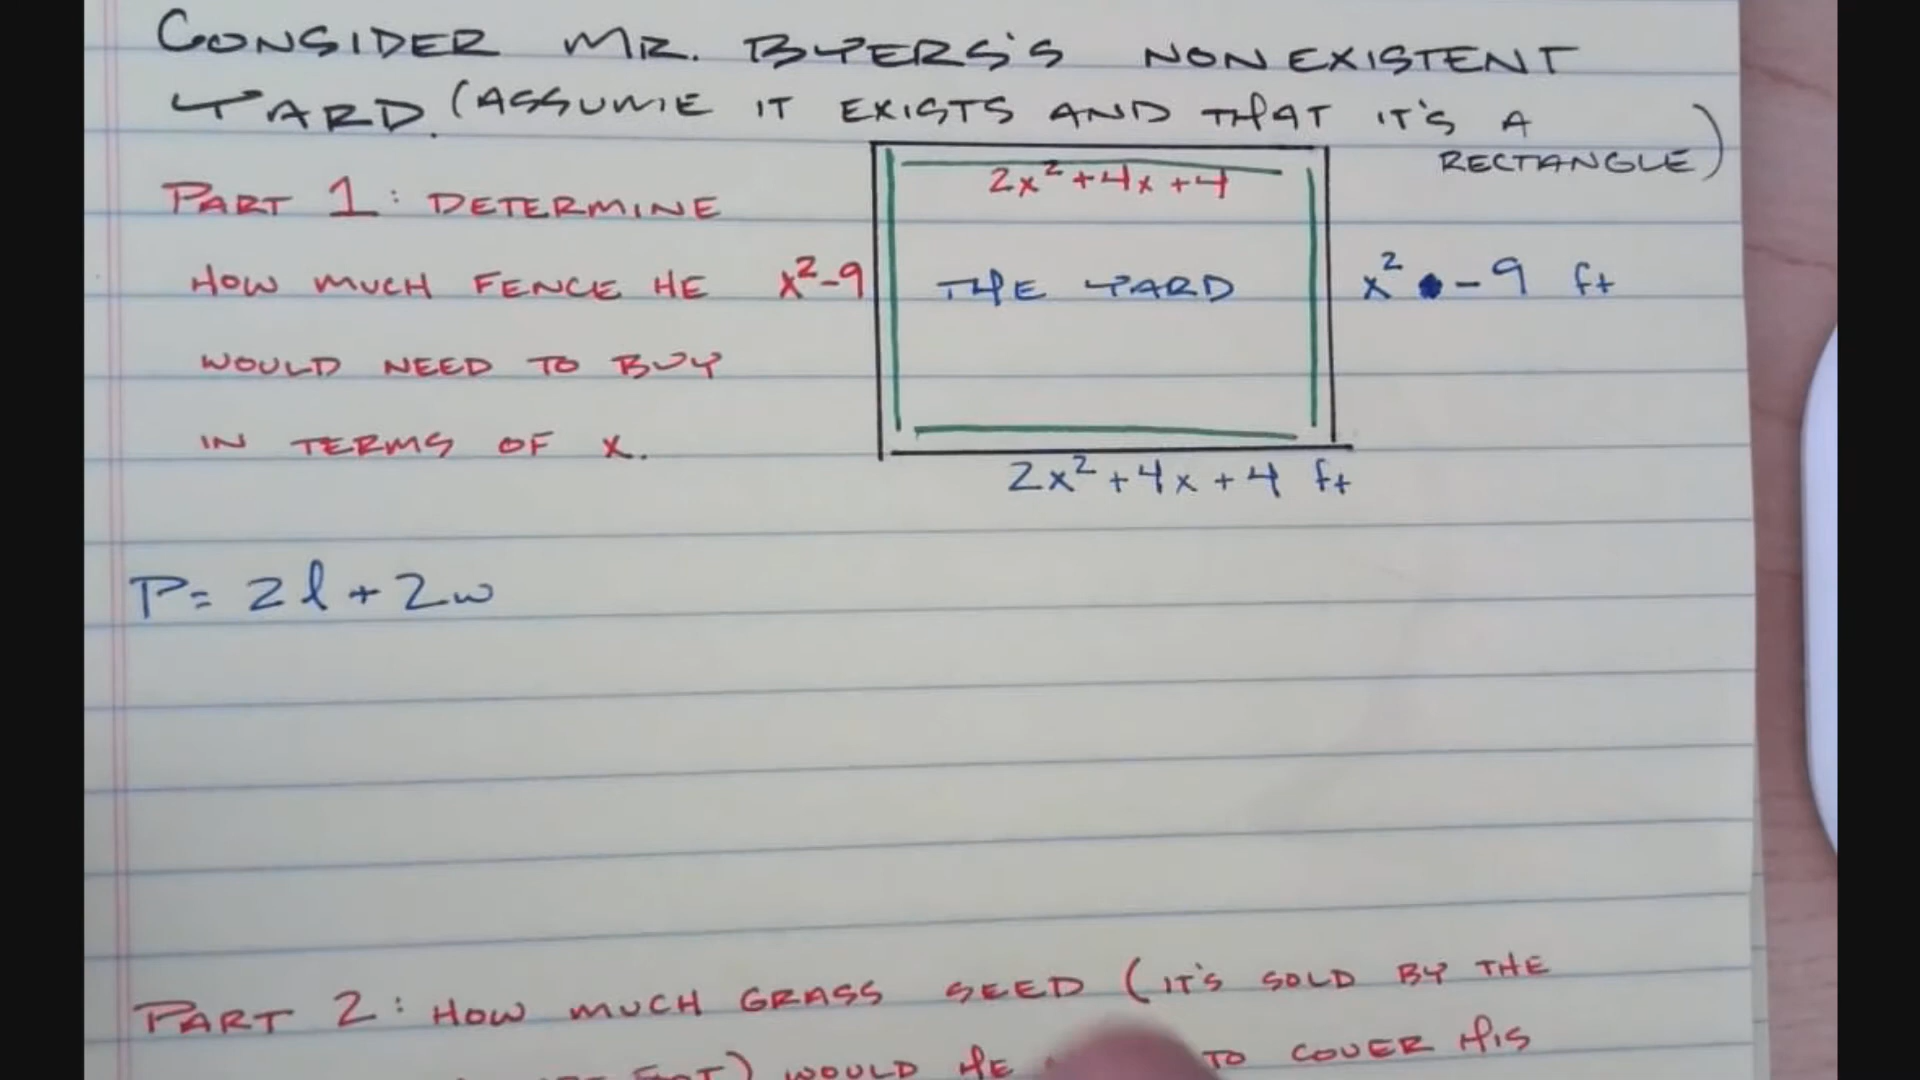 CONSIDER MR. BYERS'S NONEXISTENT
YARD. (ASSUME IT EXISTS AND THAT IT'S A
RECTANGLE)
PART 1: DETERMINE
HOW MUCH FENCE HE
WOULD NEED TO BUY
IN TERMS OF X.
2x²+4x+4
x²-9
THE YARD
x² - 9 ft
2x²+4x+4 ft
P= 2l+2w
PART 2: HOW MUCH GRASS SEED (IT'S SOLD BY THE
WOULD HE TO COVER HIS